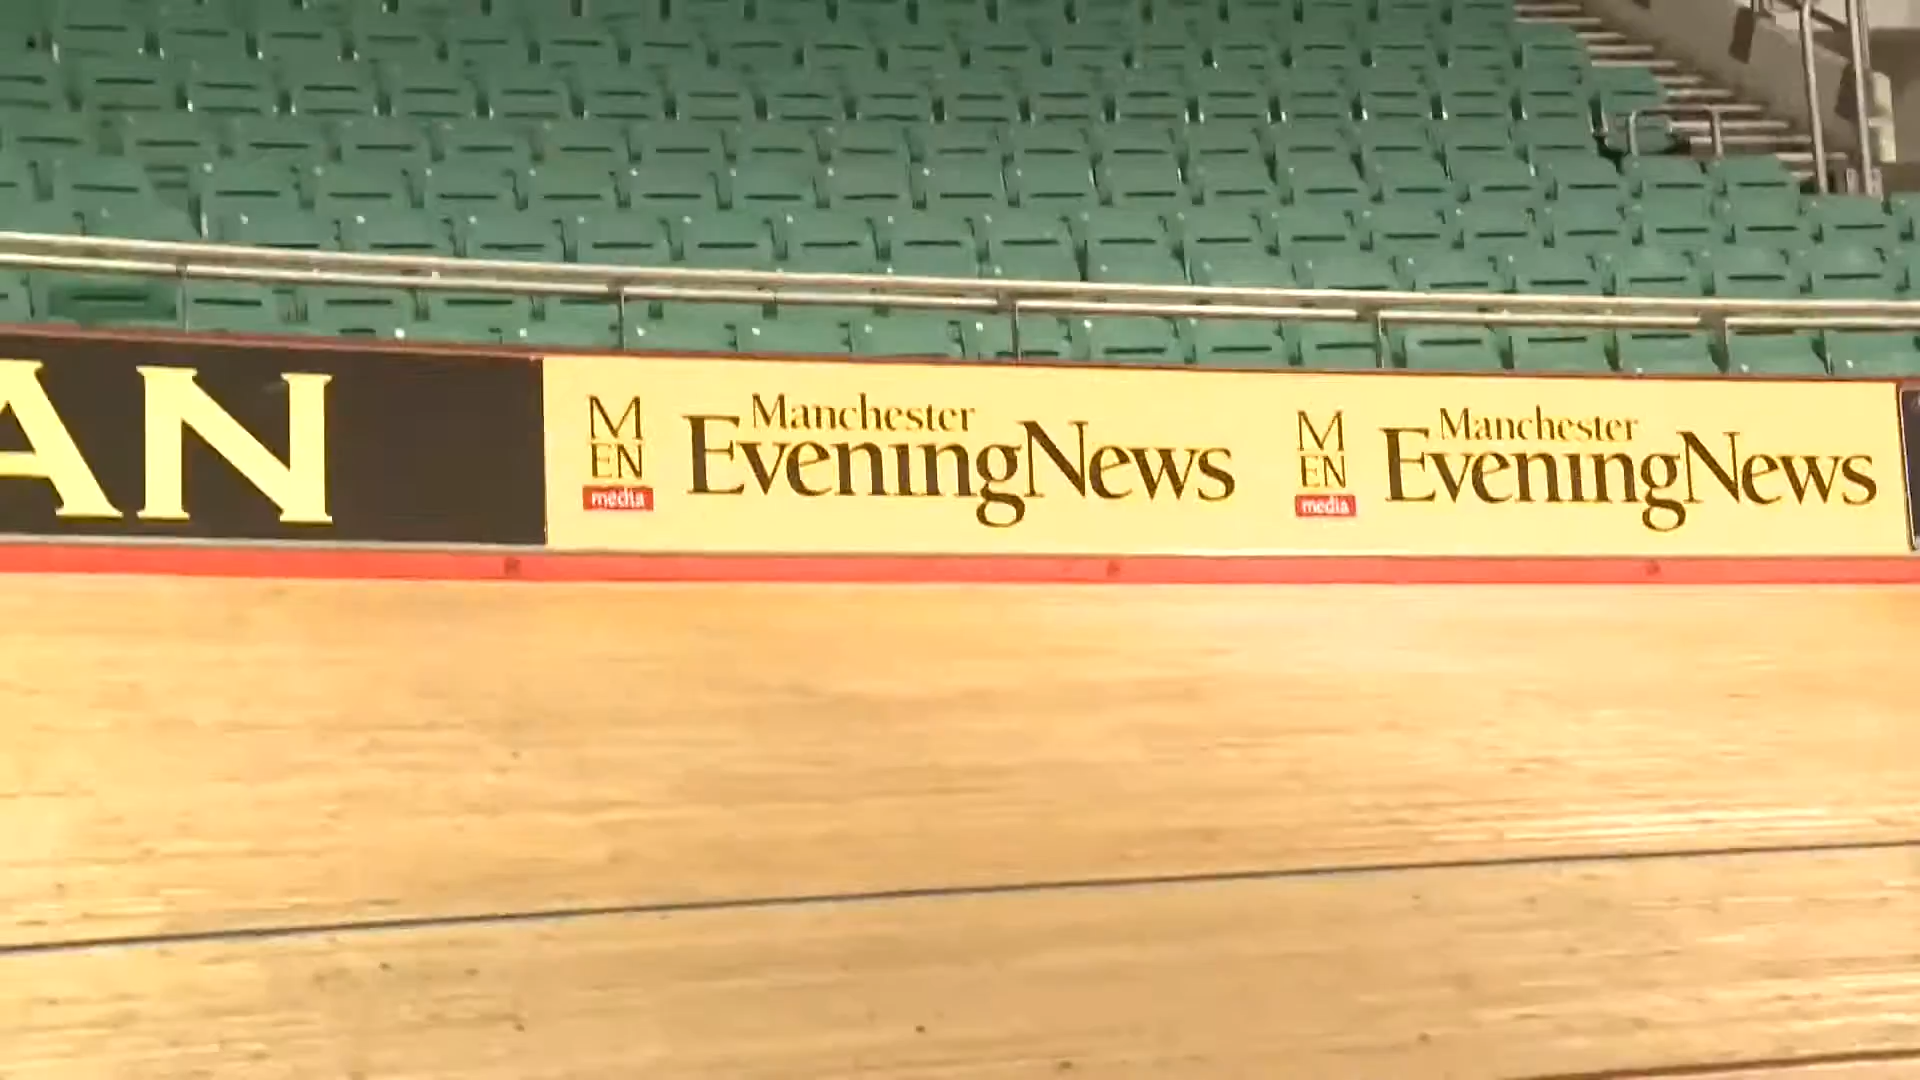 AN
M
EN
media
Manchester
EveningNews
M
EN
media
Manchester
EveningNews